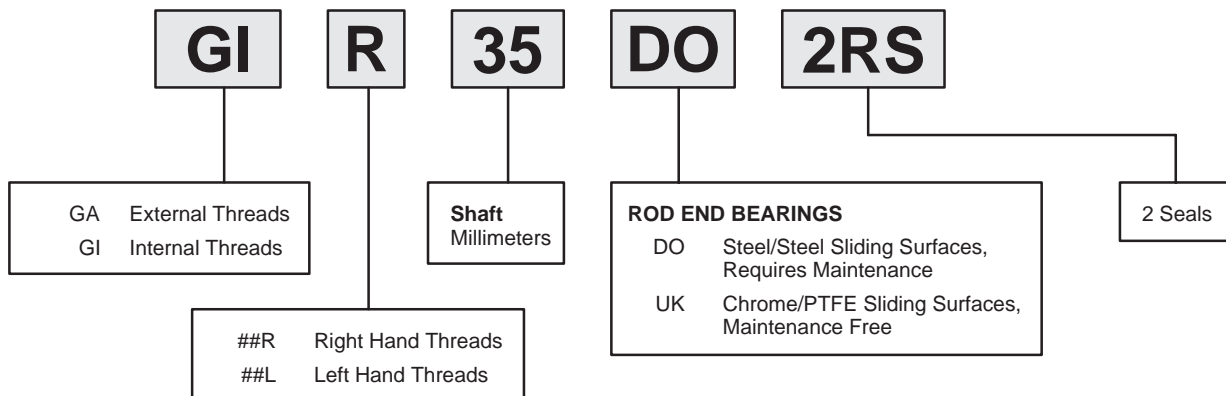 GI R 35 DO 2RS
GA External Threads
GI Internal Threads
Shaft
Millimeters
ROD END BEARINGS
DO Steel/Steel Sliding Surfaces,
Requires Maintenance
UK Chrome/PTFE Sliding Surfaces,
Maintenance Free
2 Seals
##R Right Hand Threads
##L Left Hand Threads